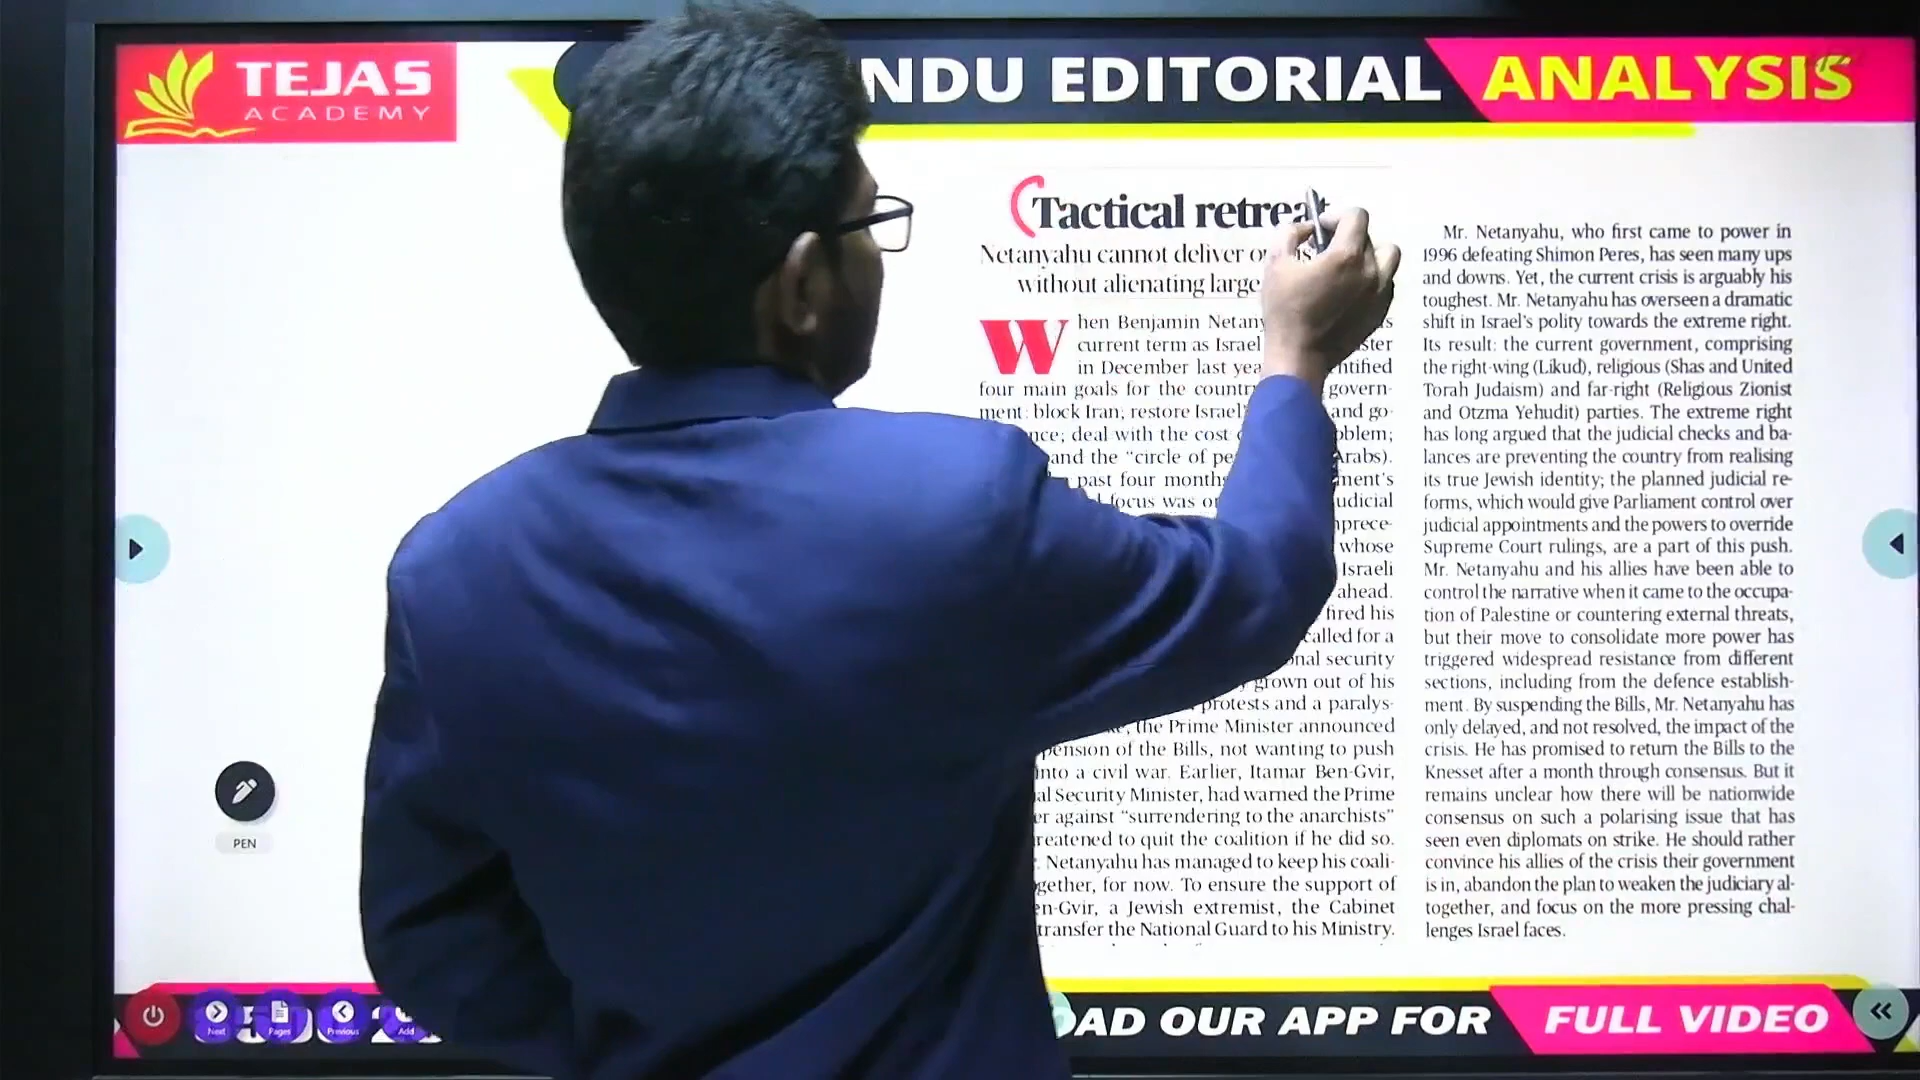 TEJAS
ACADEMY
NDU EDITORIAL ANALYSIS
Tactical retreat
Netanyahu cannot deliver
without alienating large
When Benjamin
current term as Israel
in December last
four main goals for the govern-
ment: block Iran; restore and go-
deal with the cost
and the “circle of Arabs).
past four months
focus was
whose
Israeli
ahead.
fired his
called for a
security
grown out of his
protests and a paralys-
the Prime Minister announced
of the Bills, not wanting to push
into a civil war. Earlier, Itamar Ben-Gvir,
Security Minister, had warned the Prime
against “surrendering to the anarchists”
to quit the coalition if he did so.
Netanyahu has managed to keep his coali-
for now. To ensure the support of
a Jewish extremist, the Cabinet
transfer the National Guard to his Ministry.
Mr. Netanyahu, who first came to power in
1996 defeating Shimon Peres, has seen many ups
and downs. Yet, the current crisis is arguably his
toughest. Mr. Netanyahu has overseen a dramatic
shift in Israel's polity towards the extreme right.
Its result: the current government, comprising
the right-wing (Likud), religious (Shas and United
Torah Judaism) and far-right (Religious Zionist
and Otzma Yehudit) parties. The extreme right
has long argued that the judicial checks and ba-
lances are preventing the country from realising
its true Jewish identity; the planned judicial re-
forms, which would give Parliament control over
judicial appointments and the powers to override
Supreme Court rulings, are a part of this push.
Mr. Netanyahu and his allies have been able to
control the narrative when it came to the occupa-
tion of Palestine or countering external threats,
but their move to consolidate more power has
triggered widespread resistance from different
sections, including from the defence establish-
ment. By suspending the Bills, Mr. Netanyahu has
only delayed, and not resolved, the impact of the
crisis. He has promised to return the Bills to the
Knesset after a month through consensus. But it
remains unclear how there will be nationwide
consensus on such a polarising issue that has
seen even diplomats on strike. He should rather
convince his allies of the crisis their government
is in, abandon the plan to weaken the judiciary al-
together, and focus on the more pressing chal-
lenges Israel faces.
PEN
Next
Pages
Previous
Add
AD OUR APP FOR FULL VIDEO